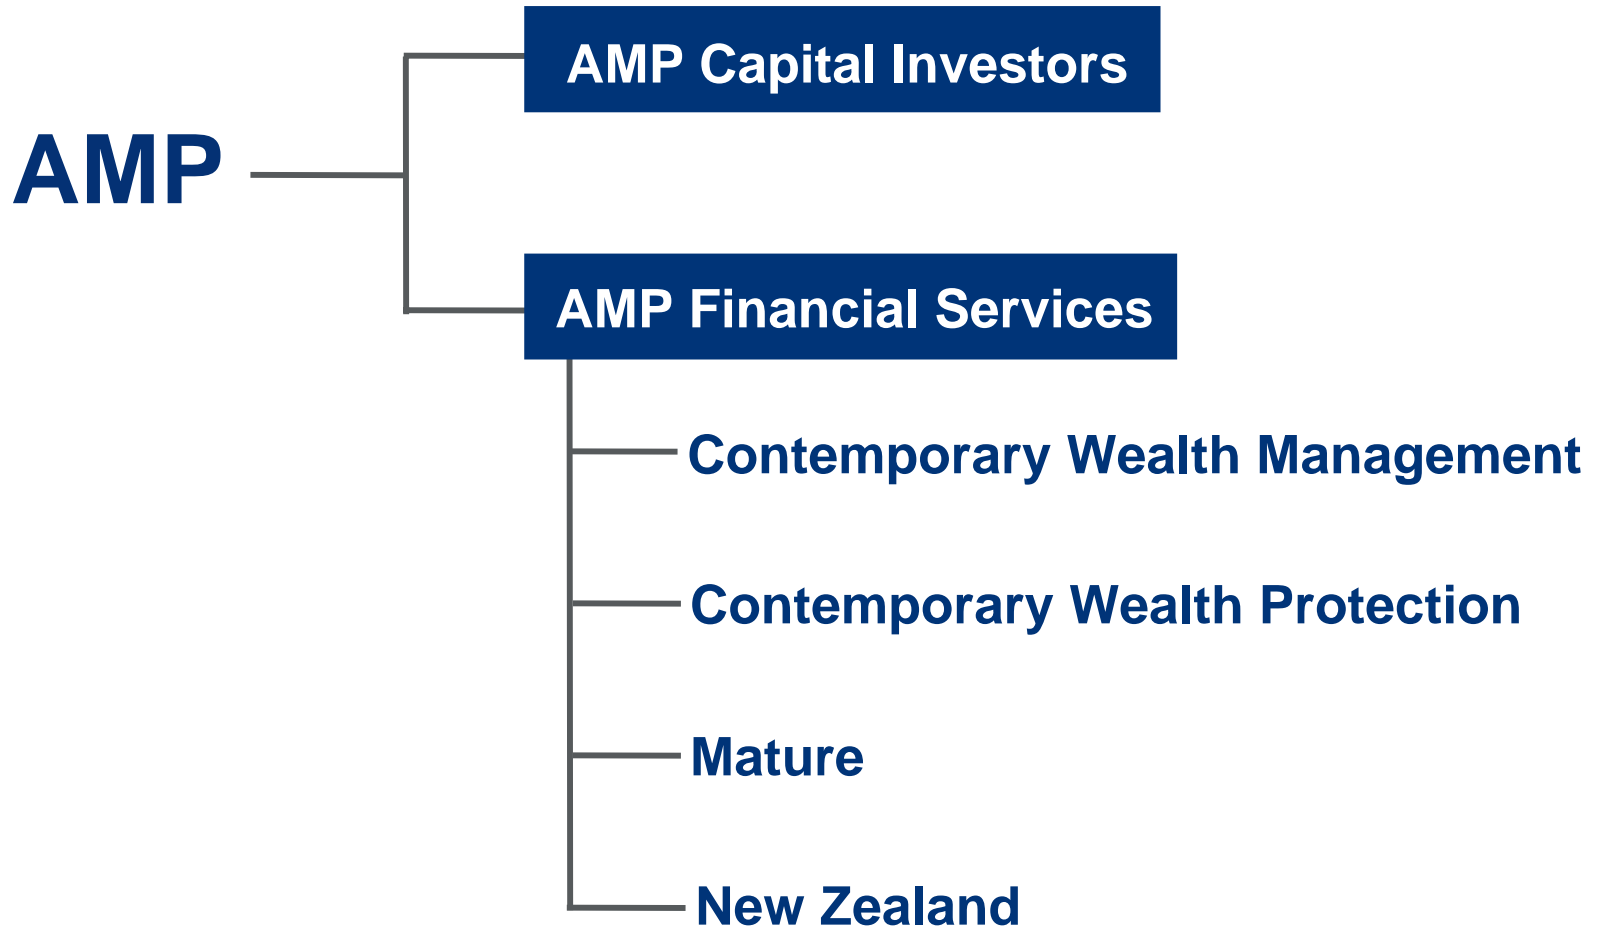 AMP
AMP Capital Investors
AMP Financial Services
Contemporary Wealth Management
Contemporary Wealth Protection
Mature
New Zealand